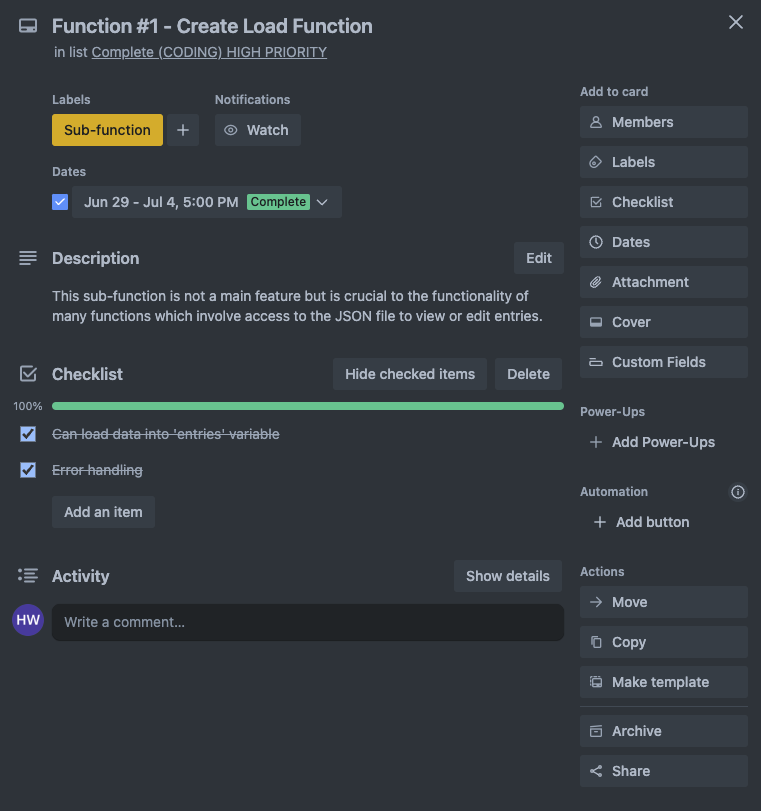 Function #1 - Create Load Function
in list Complete (CODING) HIGH PRIORITY
Labels
Sub-function
Notifications
Watch
Dates
Jun 29 - Jul 4, 5:00 PM Complete
Description
Edit
This sub-function is not a main feature but is crucial to the functionality of
many functions which involve access to the JSON file to view or edit entries.
Checklist
Hide checked items
Delete
100%
Can load data into 'entries' variable
Error handling
Add an item
Activity
Show details
HW
Write a comment...
Add to card
Members
Labels
Checklist
Dates
Attachment
Cover
Custom Fields
Power-Ups
+ Add Power-Ups
Automation
+ Add button
Actions
Move
Copy
Make template
Archive
Share